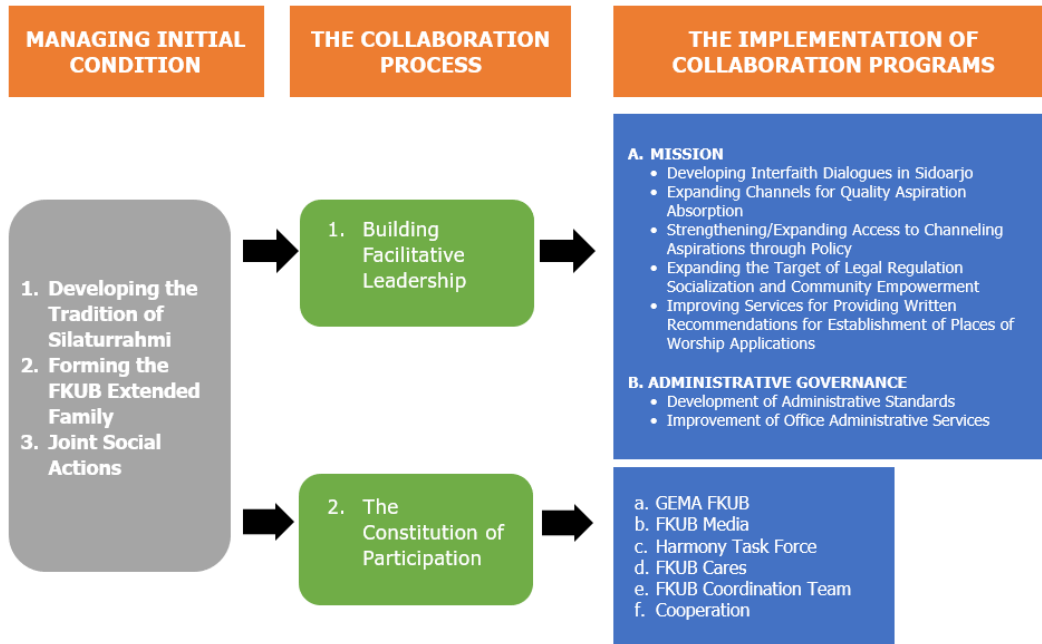 MANAGING INITIAL
CONDITION
THE COLLABORATION
PROCESS
THE IMPLEMENTATION OF
COLLABORATION PROGRAMS
1. Developing the
Tradition of
Silaturrahmi
2. Forming the
FKUB Extended
Family
3. Joint Social
Actions
1. Building
Facilitative
Leadership
2. The
Constitution of
Participation
A. MISSION
• Developing Interfaith Dialogues in Sidoarjo
• Expanding Channels for Quality Aspiration
Absorption
• Strengthening/Expanding Access to Channeling
Aspirations through Policy
• Expanding the Target of Legal Regulation
Socialization and Community Empowerment
• Improving Services for Providing Written
Recommendations for Establishment of Places of
Worship Applications
B. ADMINISTRATIVE GOVERNANCE
• Development of Administrative Standards
• Improvement of Office Administrative Services
a. GEMA FKUB
b. FKUB Media
c. Harmony Task Force
d. FKUB Cares
e. FKUB Coordination Team
f. Cooperation